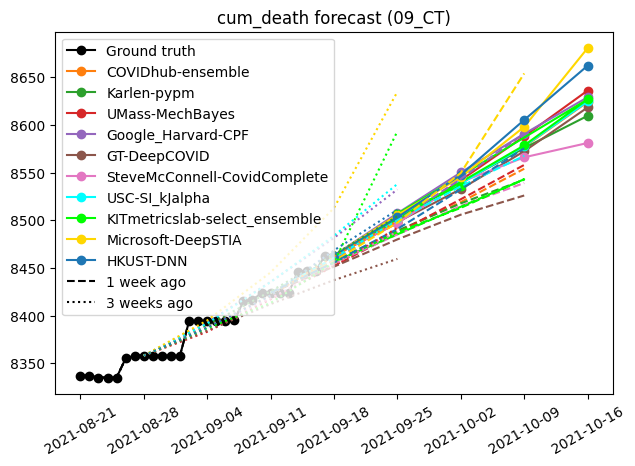 cum_death forecast (09_CT)
Ground truth
COVIDhub-ensemble
Karlen-pypm
UMass-MechBayes
Google_Harvard-CPF
GT-DeepCOVID
SteveMcConnell-CovidComplete
USC-SI_kJalpha
KITmetricslab-select_ensemble
Microsoft-DeepSTIA
HKUST-DNN
1 week ago
3 weeks ago
8650
8600
8550
8500
8450
8400
8350
2021-08-21
2021-08-28
2021-09-04
2021-09-11
2021-09-18
2021-09-25
2021-10-02
2021-10-09
2021-10-16